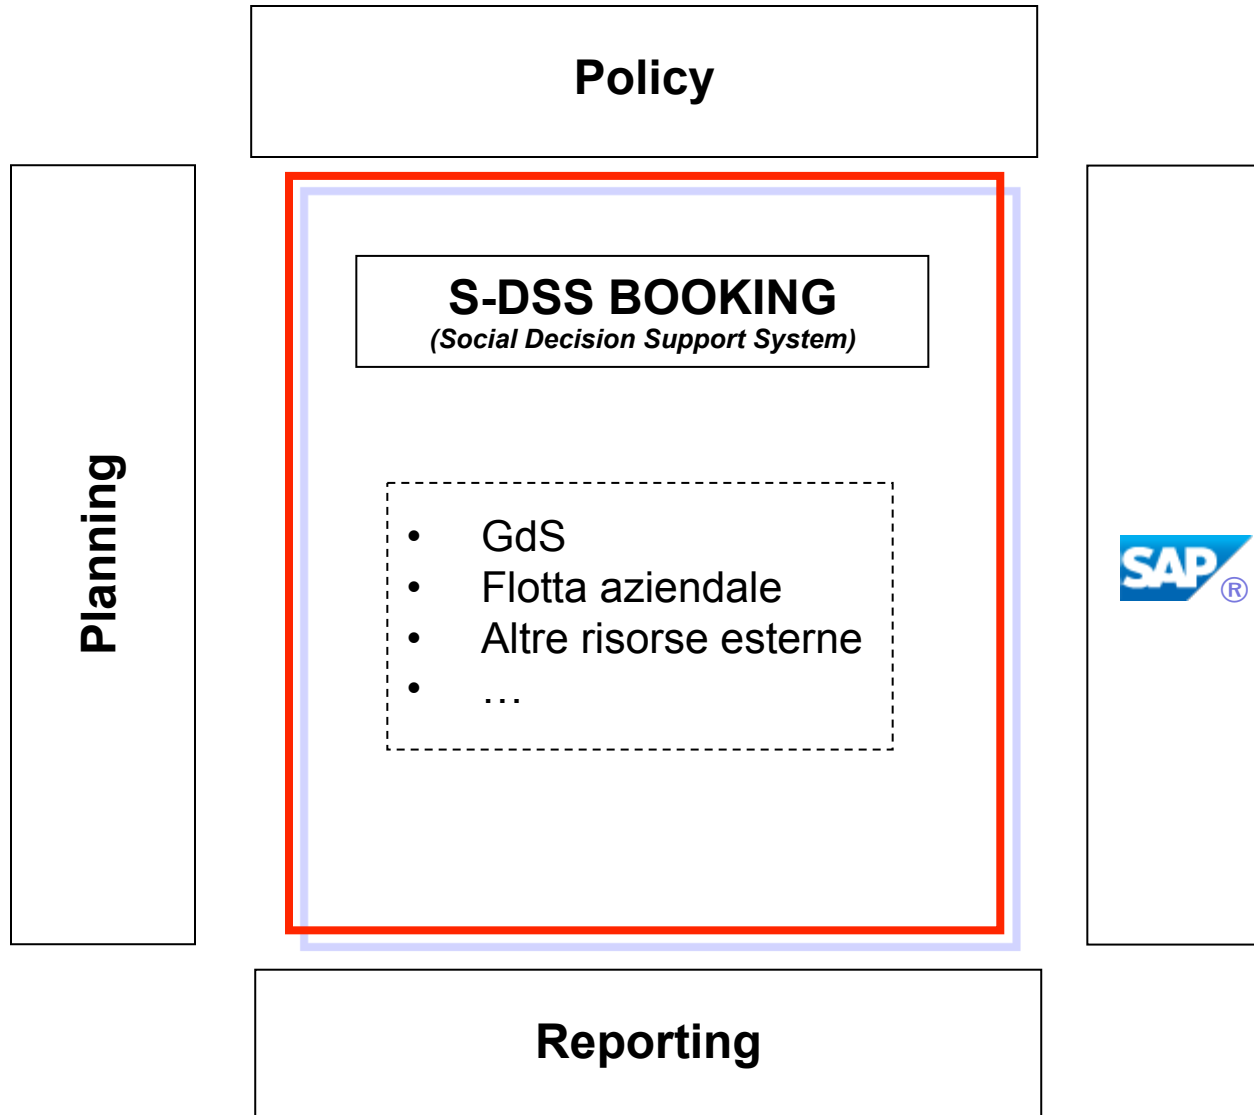 Policy
Planning
S-DSS BOOKING
(Social Decision Support System)
• GdS
• Flotta aziendale
• Altre risorse esterne
• …
SAP®
Reporting